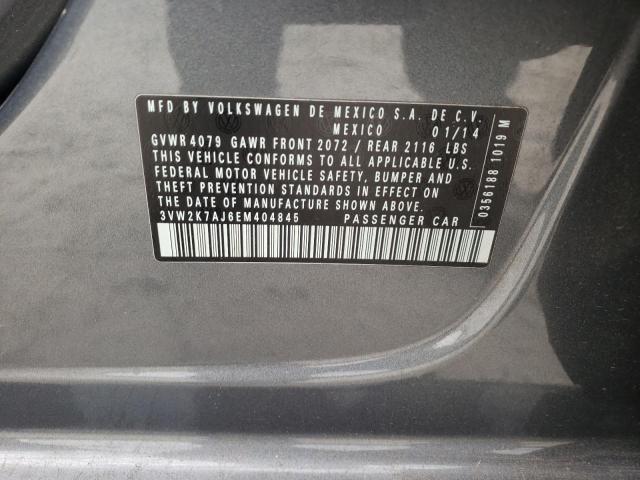 MFD BY VOLKSWAGEN DE MEXICO S.A. DE C.V.
MEXICO 01/14
GVWR 4079 GAWR FRONT 2072 / REAR 2116 LBS
THIS VEHICLE CONFORMS TO ALL APPLICABLE U.S.
FEDERAL MOTOR VEHICLE SAFETY, BUMPER AND
THEFT PREVENTION STANDARDS IN EFFECT ON
THE DATE OF MANUFACTURE SHOWN ABOVE.
3VW2K7AJ6EM404845 PASSENGER CAR
0356188 1019 M